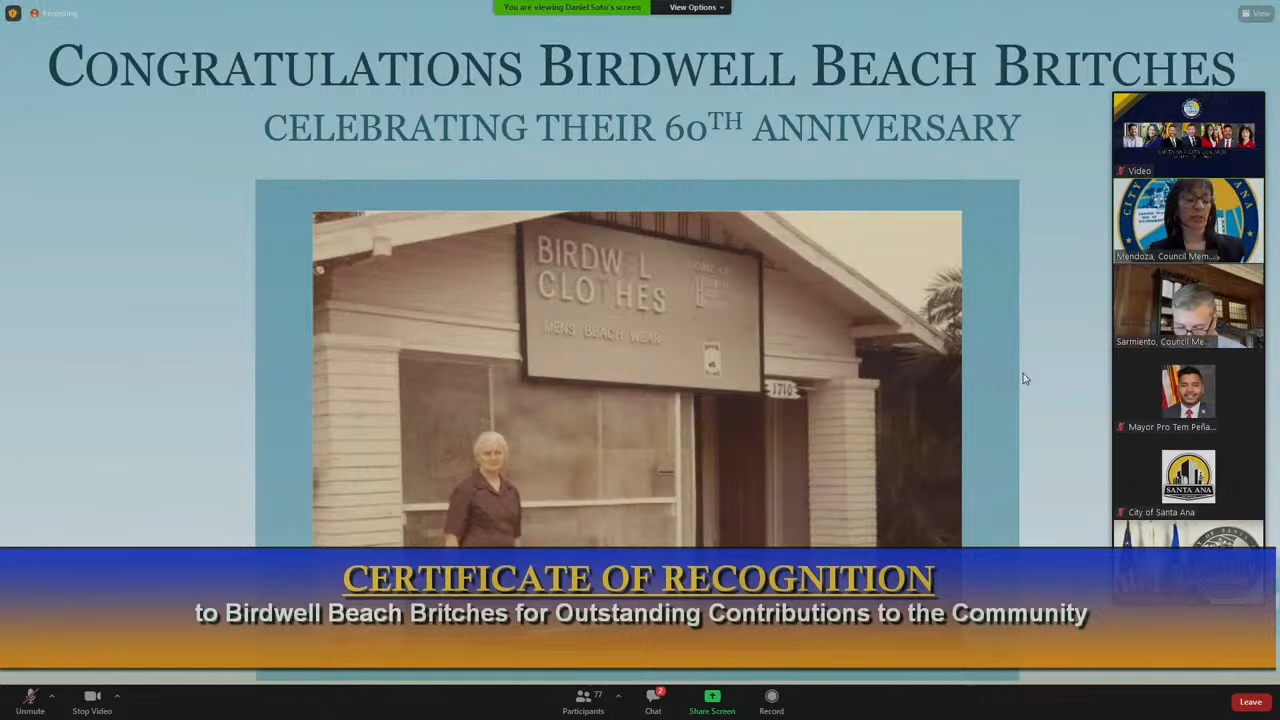 Recording
You are viewing Daniel Soto's screen
View Options
View
CONGRATULATIONS BIRDWELL BEACH BRITCHES
CELEBRATING THEIR 60TH ANNIVERSARY
BIRDW L
CLOTHES
MENS BEACH WEAR
1710
Video
Mendoza, Council Mem...
Sarmiento, Council Me...
Mayor Pro Tem Peña...
SANTA ANA
City of Santa Ana
CERTIFICATE OF RECOGNITION
to Birdwell Beach Britches for Outstanding Contributions to the Community
Unmute
Stop Video
77
Participants
2
Chat
Share Screen
Record
Leave